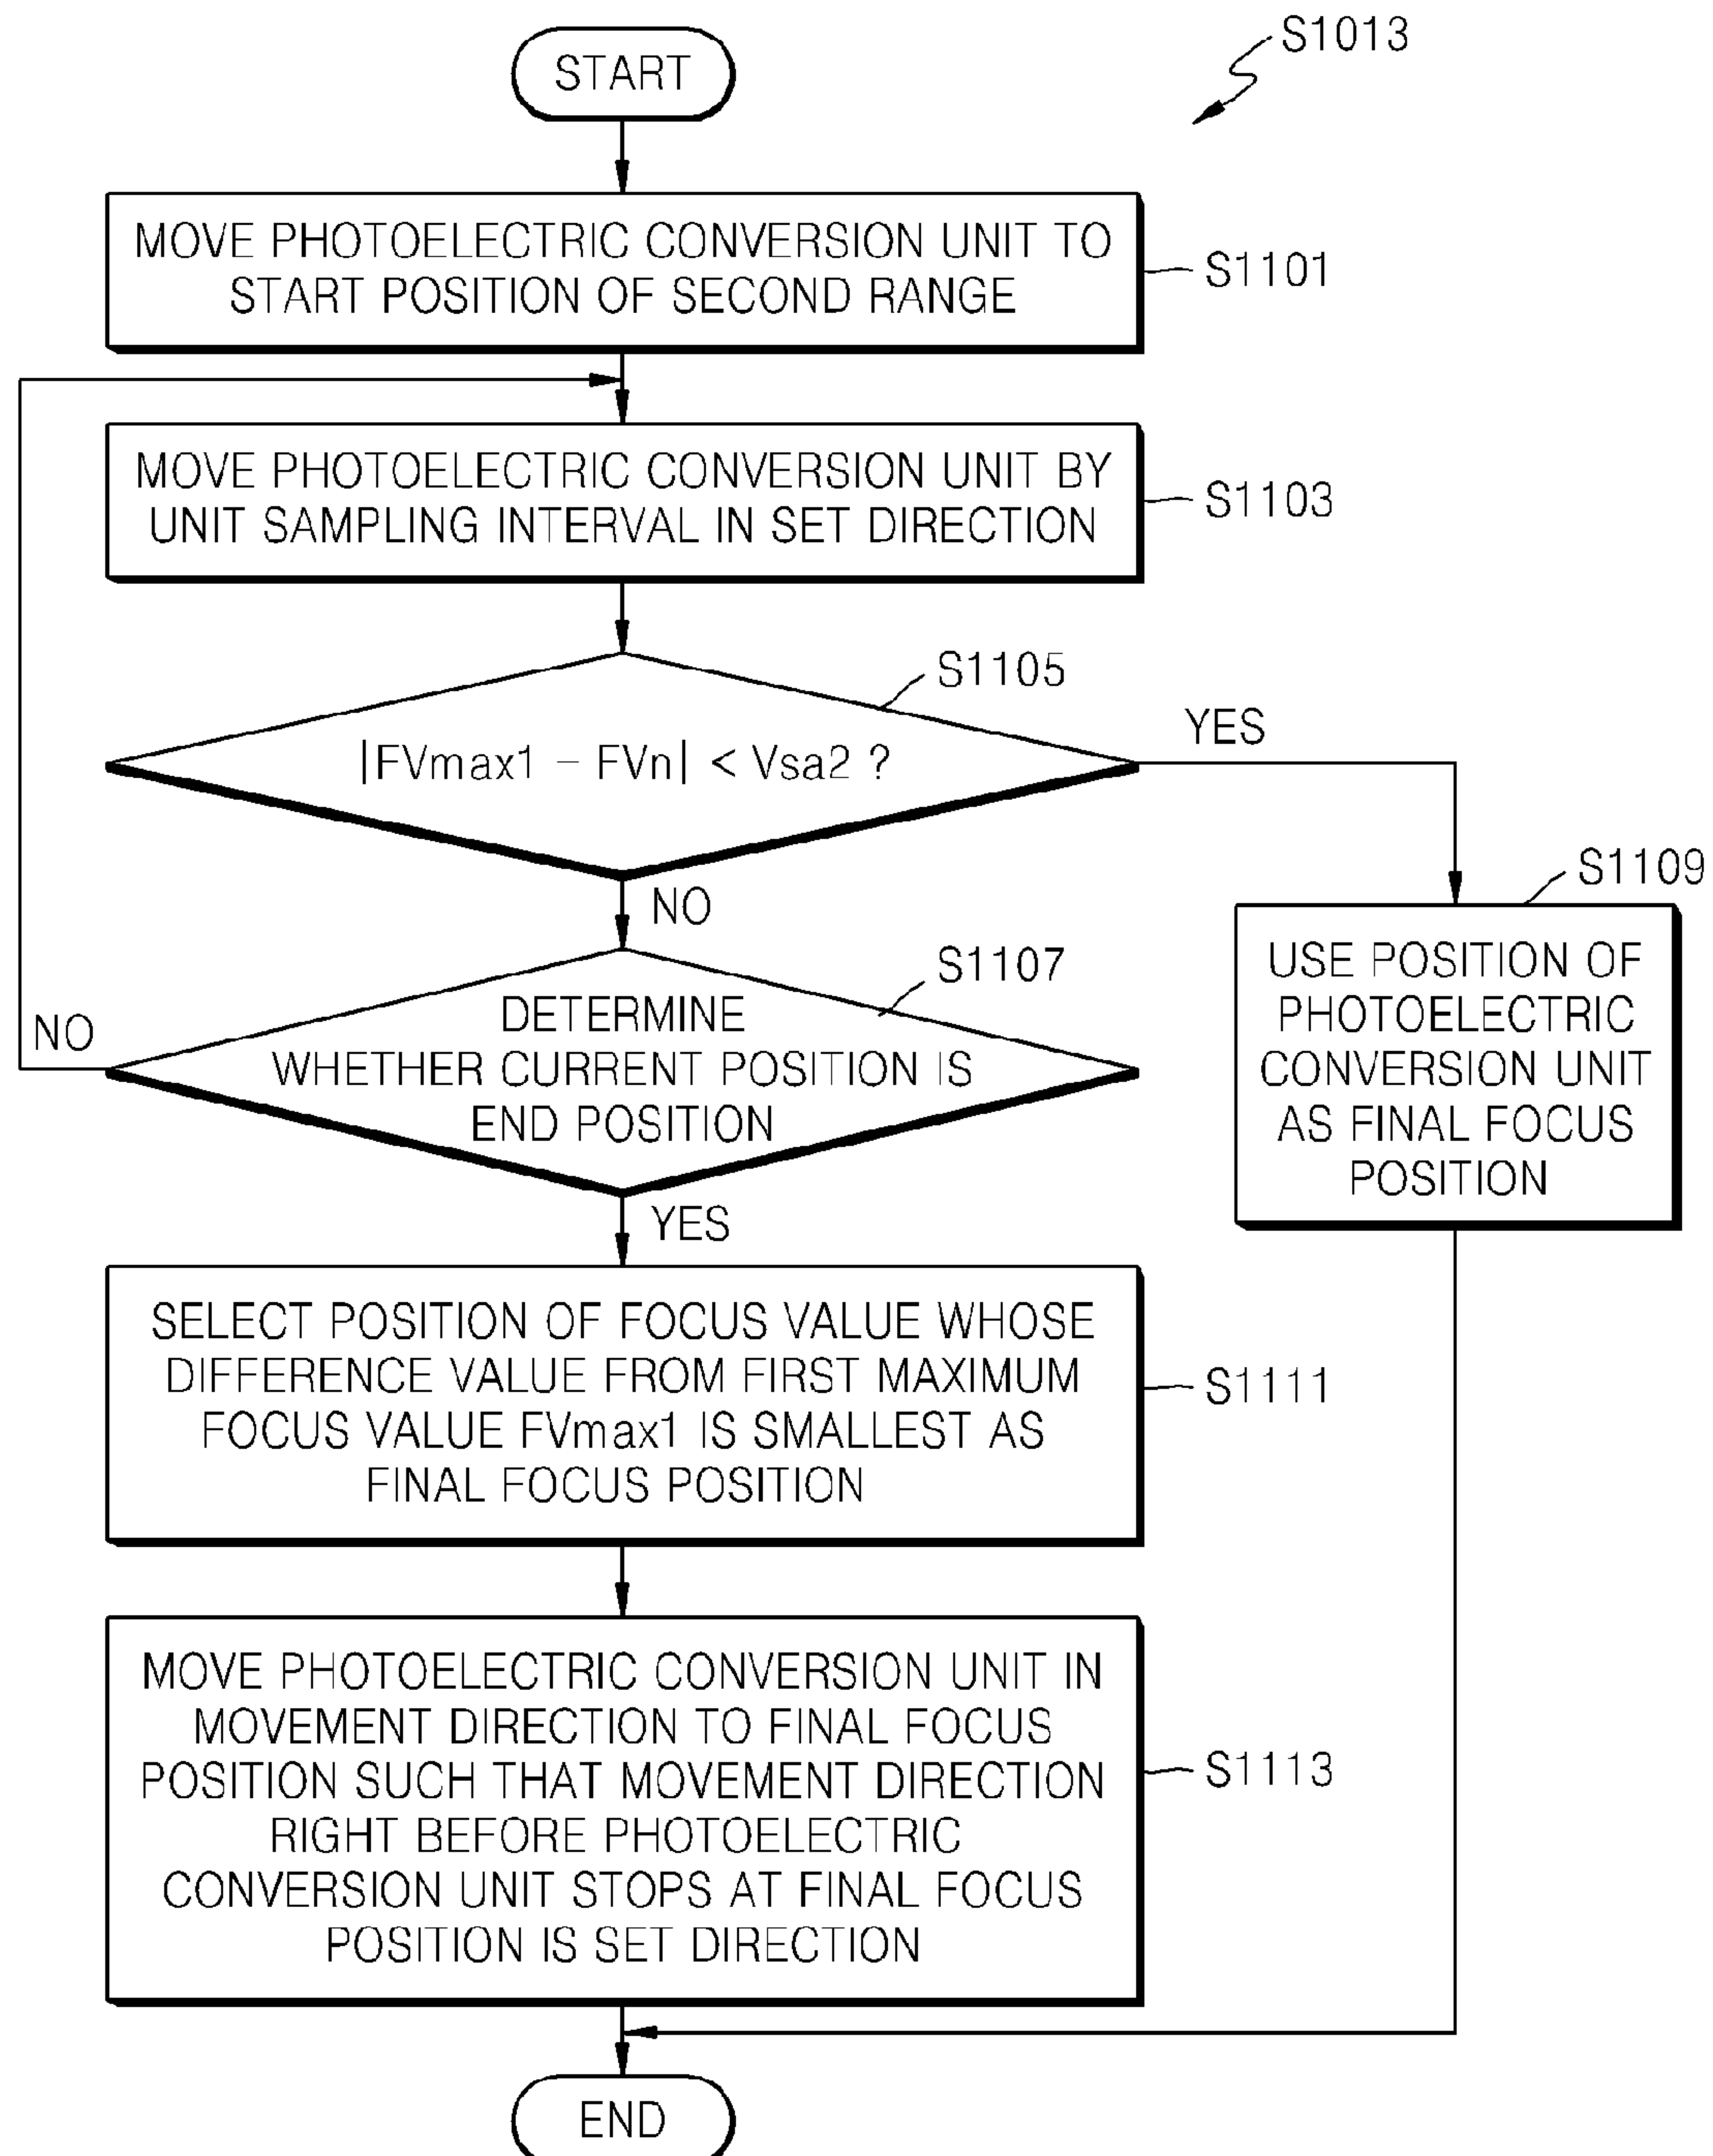 S1013
START
MOVE PHOTOELECTRIC CONVERSION UNIT TO
START POSITION OF SECOND RANGE
S1101
MOVE PHOTOELECTRIC CONVERSION UNIT BY
UNIT SAMPLING INTERVAL IN SET DIRECTION
S1103
S1105
|FVmax1 – FVn| < Vsa2 ?
YES
NO
S1109
USE POSITION OF
PHOTOELECTRIC
CONVERSION UNIT
AS FINAL FOCUS
POSITION
S1107
DETERMINE
WHETHER CURRENT POSITION IS
END POSITION
NO
YES
SELECT POSITION OF FOCUS VALUE WHOSE
DIFFERENCE VALUE FROM FIRST MAXIMUM
FOCUS VALUE FVmax1 IS SMALLEST AS
FINAL FOCUS POSITION
S1111
MOVE PHOTOELECTRIC CONVERSION UNIT IN
MOVEMENT DIRECTION TO FINAL FOCUS
POSITION SUCH THAT MOVEMENT DIRECTION
RIGHT BEFORE PHOTOELECTRIC
CONVERSION UNIT STOPS AT FINAL FOCUS
POSITION IS SET DIRECTION
S1113
END